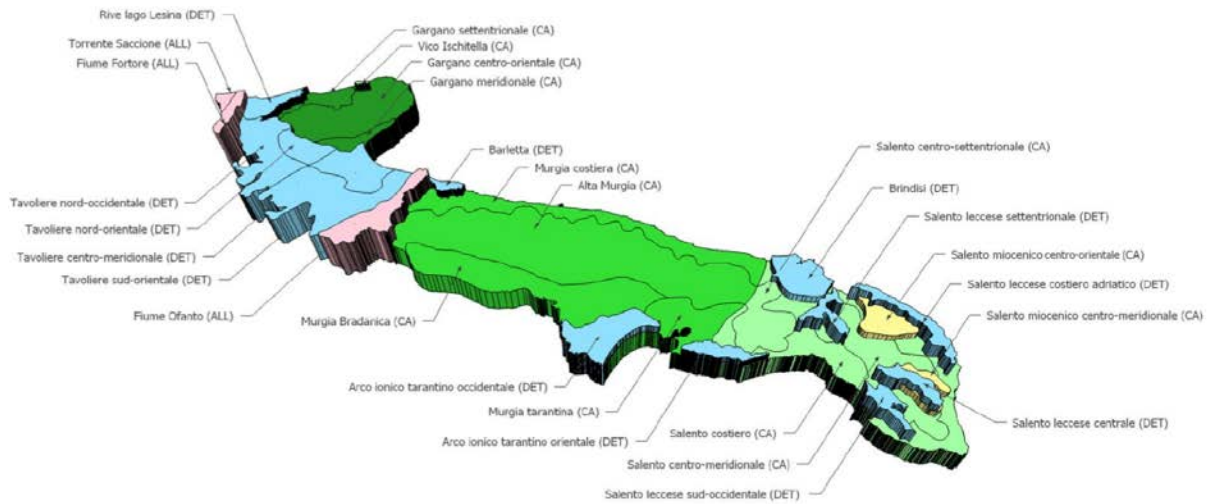 Rive lago Lesina (DET)
Torrente Saccione (ALL)
Fiume Fortore (ALL)
Gargano settentrionale (CA)
Vico Ischitella (CA)
Gargano centro-orientale (CA)
Gargano meridionale (CA)
Barletta (DET)
Murgia costiera (CA)
Alta Murgia (CA)
Salento centro-settentrionale (CA)
Brindisi (DET)
Salento leccese settentrionale (DET)
Salento miocenico centro-orientale (CA)
Salento leccese costiero adriatico (DET)
Salento miocenico centro-meridionale (CA)
Tavoliere nord-occidentale (DET)
Tavoliere nord-orientale (DET)
Tavoliere centro-meridionale (DET)
Tavoliere sud-orientale (DET)
Fiume Ofanto (ALL)
Murgia Bradanica (CA)
Arco ionico tarantino occidentale (DET)
Murgia tarantina (CA)
Arco ionico tarantino orientale (DET)
Salento costiero (CA)
Salento centro-meridionale (CA)
Salento leccese sud-occidentale (DET)
Salento leccese centrale (DET)